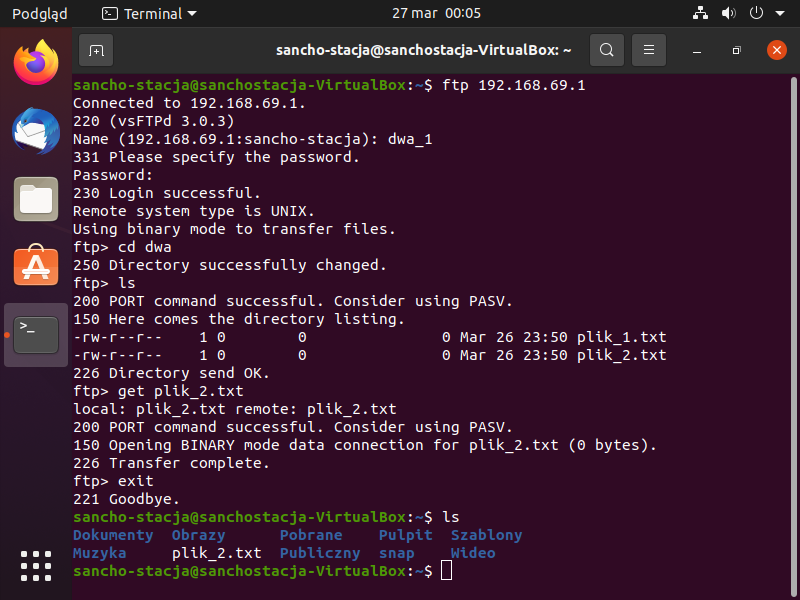 Podgląd
Terminal
27 mar 00:05
sancho-stacja@sanchostacja-VirtualBox: ~
sancho-stacja@sanchostacja-VirtualBox:~$ ftp 192.168.69.1
Connected to 192.168.69.1.
220 (vsFTPd 3.0.3)
Name (192.168.69.1:sancho-stacja): dwa_1
331 Please specify the password.
Password:
230 Login successful.
Remote system type is UNIX.
Using binary mode to transfer files.
ftp> cd dwa
250 Directory successfully changed.
ftp> ls
200 PORT command successful. Consider using PASV.
150 Here comes the directory listing.
-rw-r--r--    1 0        0               0 Mar 26 23:50 plik_1.txt
-rw-r--r--    1 0        0               0 Mar 26 23:50 plik_2.txt
226 Directory send OK.
ftp> get plik_2.txt
local: plik_2.txt remote: plik_2.txt
200 PORT command successful. Consider using PASV.
150 Opening BINARY mode data connection for plik_2.txt (0 bytes).
226 Transfer complete.
ftp> exit
221 Goodbye.
sancho-stacja@sanchostacja-VirtualBox:~$ ls
Dokumenty  Obrazy      Pobrane    Pulpit  Szablony
Muzyka     plik_2.txt  Publiczny  snap    Wideo
sancho-stacja@sanchostacja-VirtualBox:~$